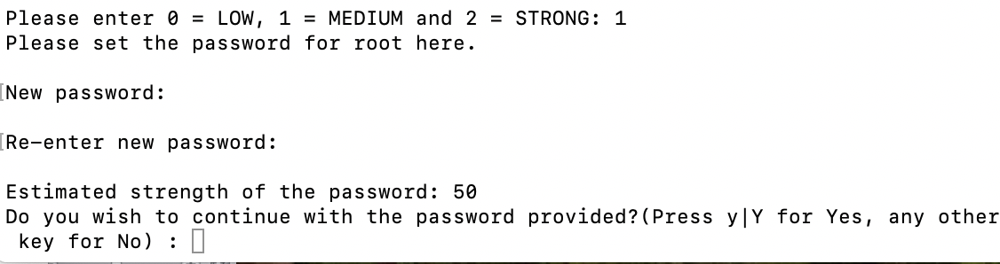 Please enter 0 = LOW, 1 = MEDIUM and 2 = STRONG: 1
Please set the password for root here.
New password:
Re-enter new password:
Estimated strength of the password: 50
Do you wish to continue with the password provided?(Press y|Y for Yes, any other
key for No) :